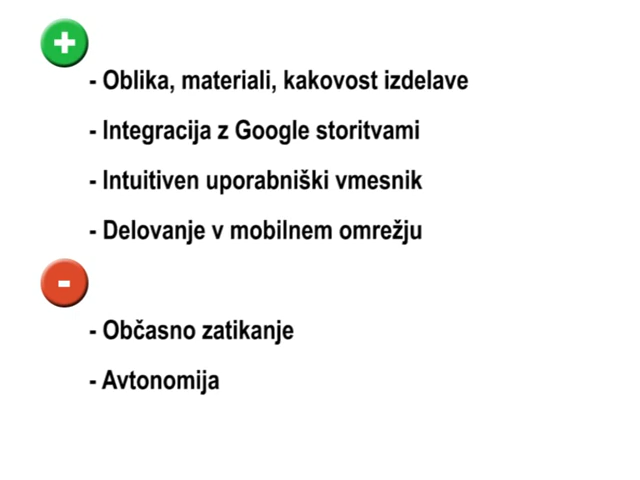 +
- Oblika, materiali, kakovost izdelave
- Integracija z Google storitvami
- Intuitiven uporabniški vmesnik
- Delovanje v mobilnem omrežju
-
- Občasno zatikanje
- Avtonomija